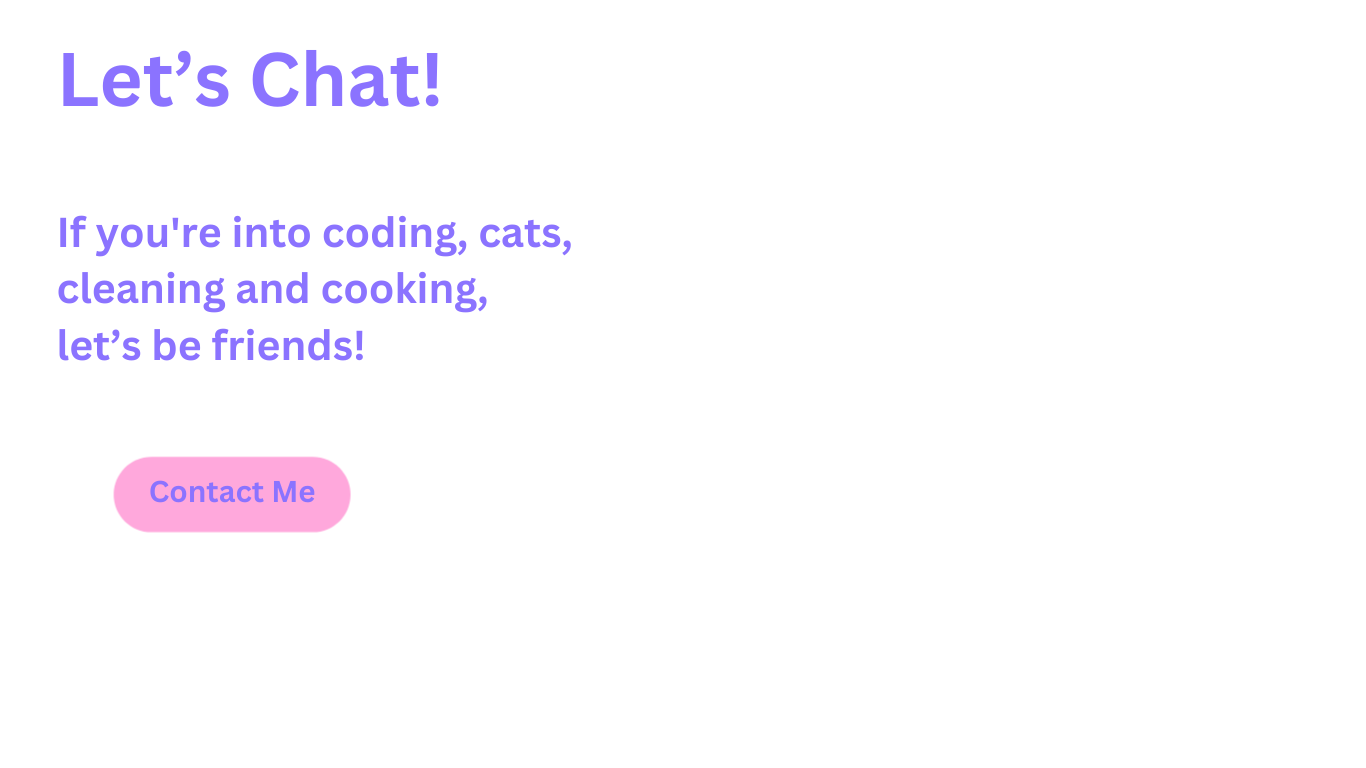 Let’s Chat!
If you're into coding, cats,
cleaning and cooking,
let’s be friends!
Contact Me